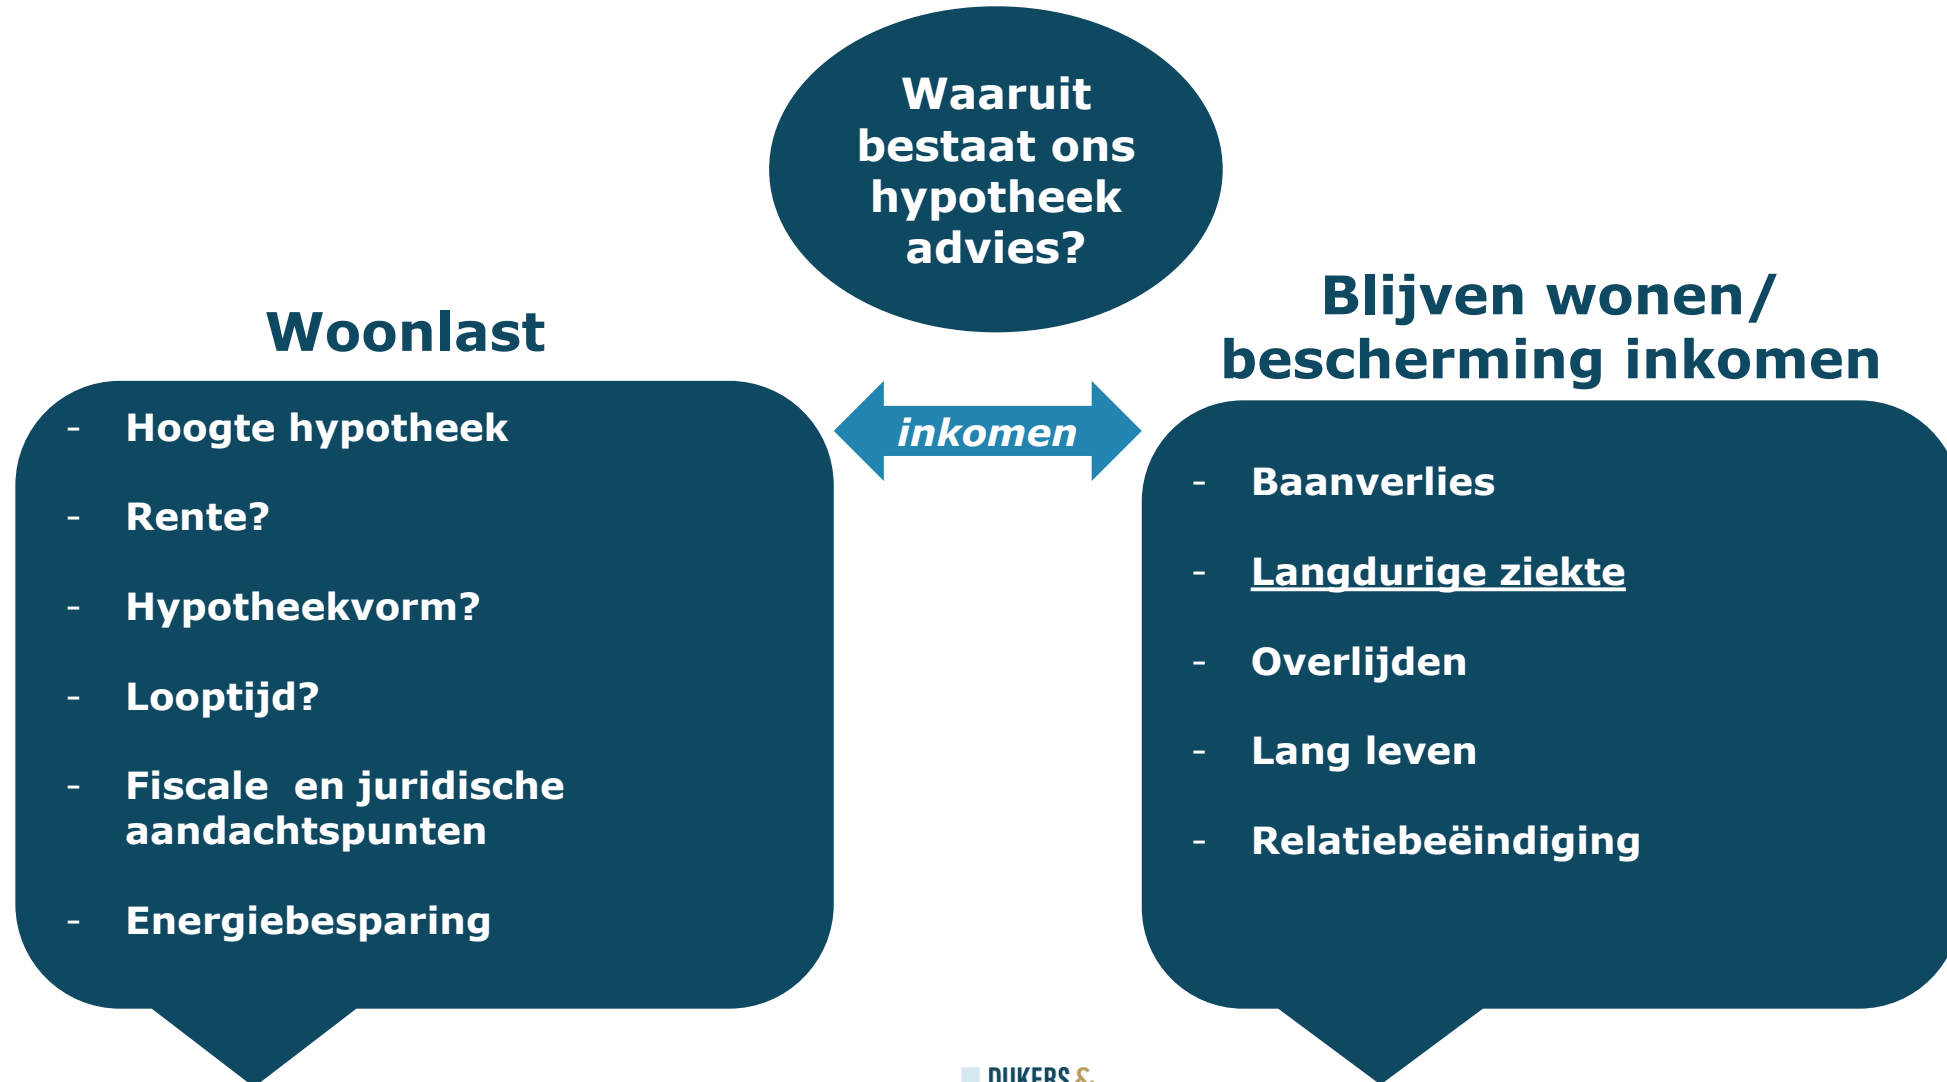 Waaruit
bestaat ons
hypotheek
advies?
Woonlast
- Hoogte hypotheek
- Rente?
- Hypotheekvorm?
- Looptijd?
- Fiscale en juridische
aandachtspunten
- Energiebesparing
inkomen
Blijven wonen/
bescherming inkomen
- Baanverlies
- Langdurige ziekte
- Overlijden
- Lang leven
- Relatiebeëindiging